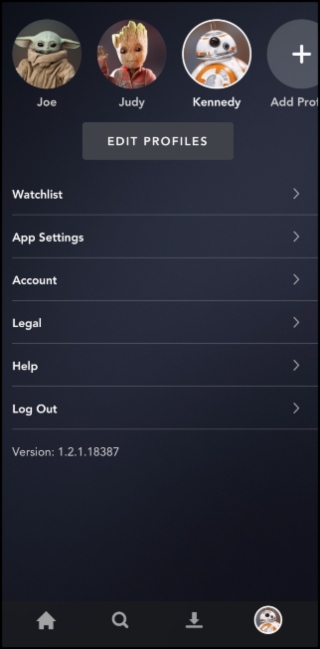 Joe
Judy
Kennedy
Add Prof
EDIT PROFILES
Watchlist
App Settings
Account
Legal
Help
Log Out
Version: 1.2.1.18387